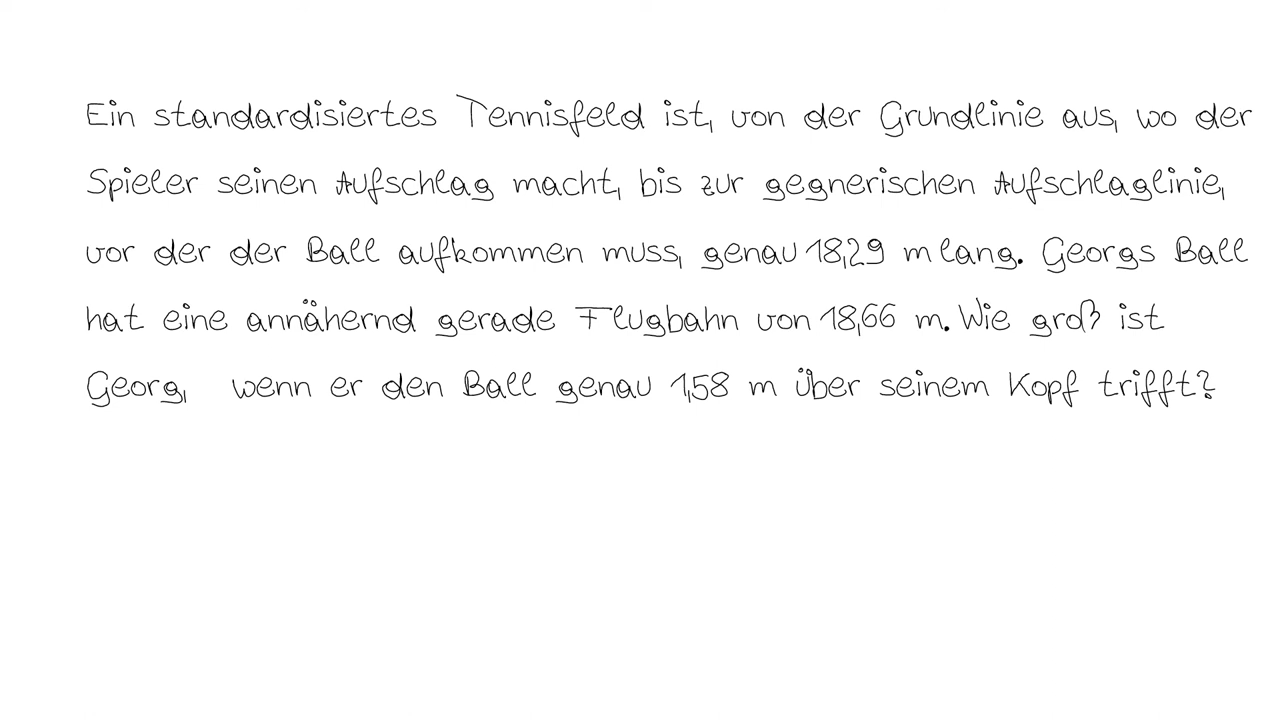 Ein standardisiertes Tennisfeld ist, von der Grundlinie aus, wo der
Spieler seinen Aufschlag macht, bis zur gegnerischen Aufschlaglinie,
vor der der Ball aufkommen muss, genau 18,29 m lang. Georgs Ball
hat eine annähernd gerade Flugbahn von 18,66 m. Wie groß ist
Georg, wenn er den Ball genau 1,58 m über seinem Kopf trifft?